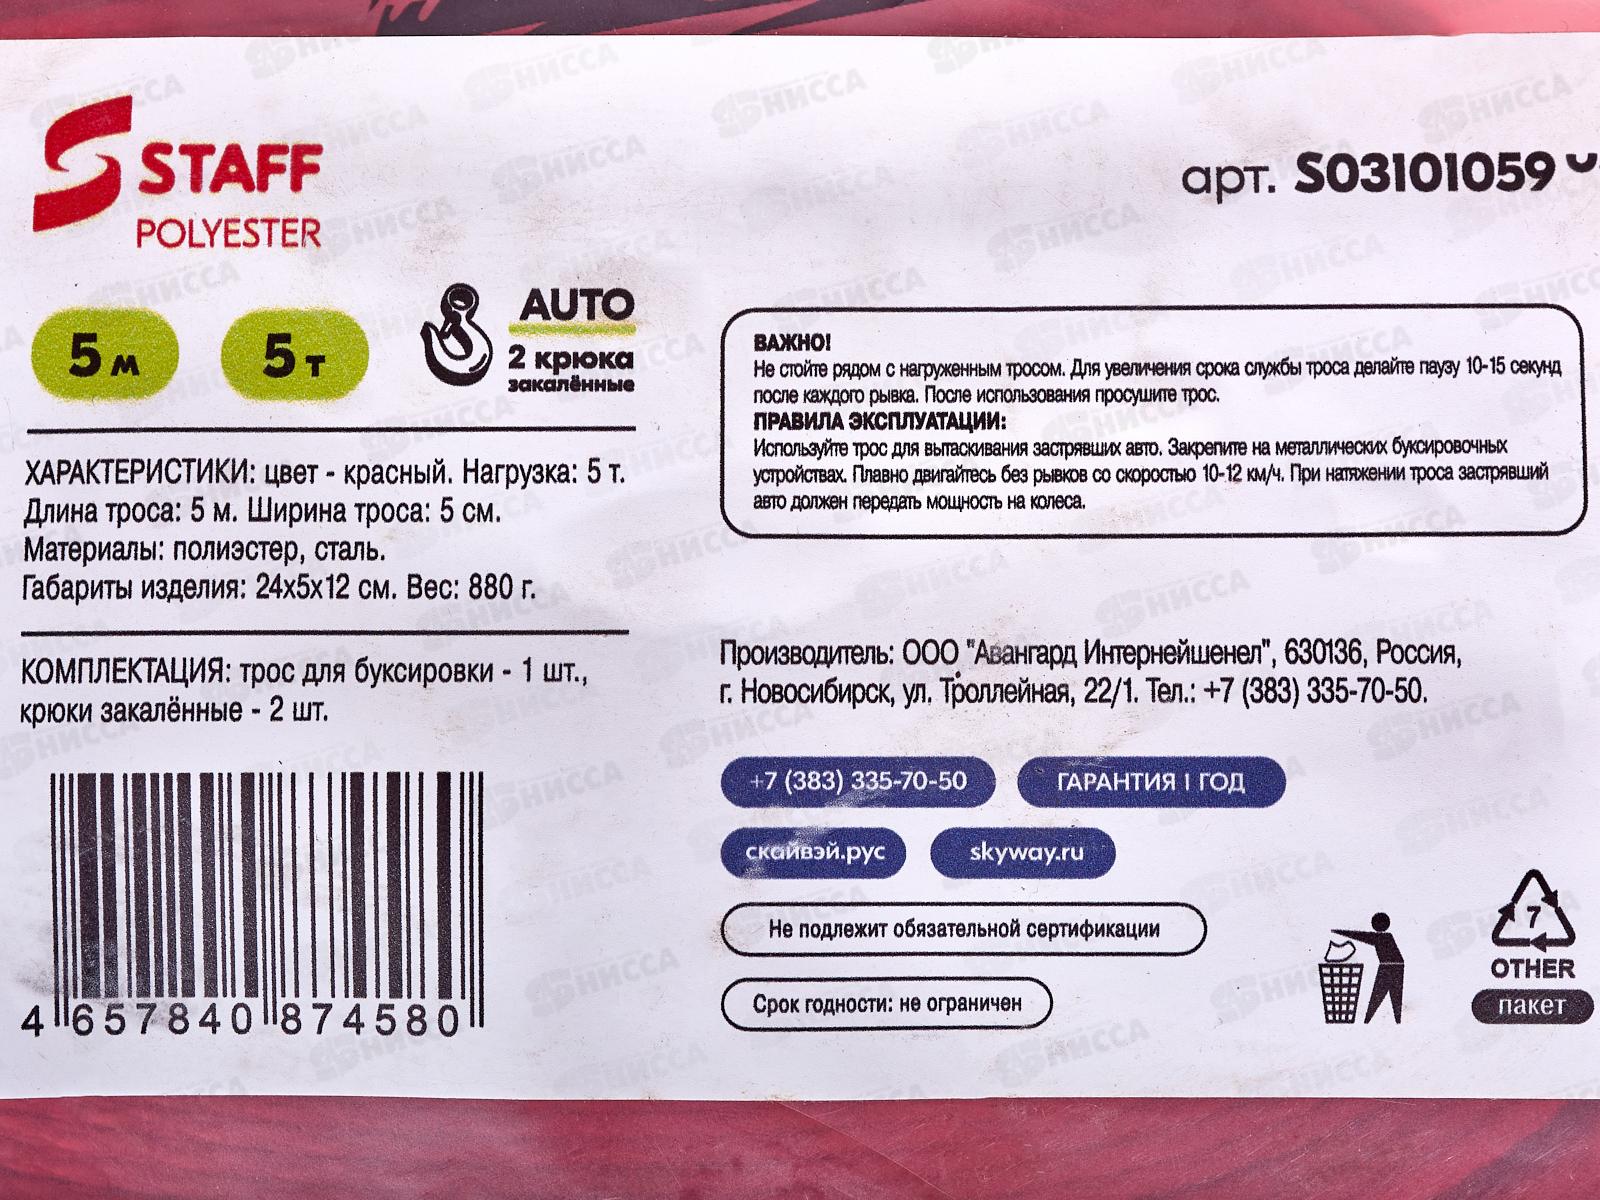 STAFF
POLYESTER
арт. S03101059
5 м
5 т
AUTO
2 крюка
закалённые
ХАРАКТЕРИСТИКИ: цвет - красный. Нагрузка: 5 т.
Длина троса: 5 м. Ширина троса: 5 см.
Материалы: полиэстер, сталь.
Габариты изделия: 24х5х12 см. Вес: 880 г.
КОМПЛЕКТАЦИЯ: трос для буксировки - 1 шт.,
крюки закалённые - 2 шт.
4 657840 874580
ВАЖНО!
Не стойте рядом с нагруженным тросом. Для увеличения срока службы троса делайте паузу 10-15 секунд
после каждого рывка. После использования просушите трос.
ПРАВИЛА ЭКСПЛУАТАЦИИ:
Используйте трос для вытаскивания застрявших авто. Закрепите на металлических буксировочных
устройствах. Плавно двигайтесь без рывков со скоростью 10-12 км/ч. При натяжении троса застрявший
авто должен передать мощность на колеса.
Производитель: ООО "Авангард Интернейшенел", 630136, Россия,
г. Новосибирск, ул. Троллейная, 22/1. Тел.: +7 (383) 335-70-50.
+7 (383) 335-70-50
ГАРАНТИЯ 1 ГОД
скайвэй.рус
skyway.ru
Не подлежит обязательной сертификации
Срок годности: не ограничен
7
OTHER
пакет